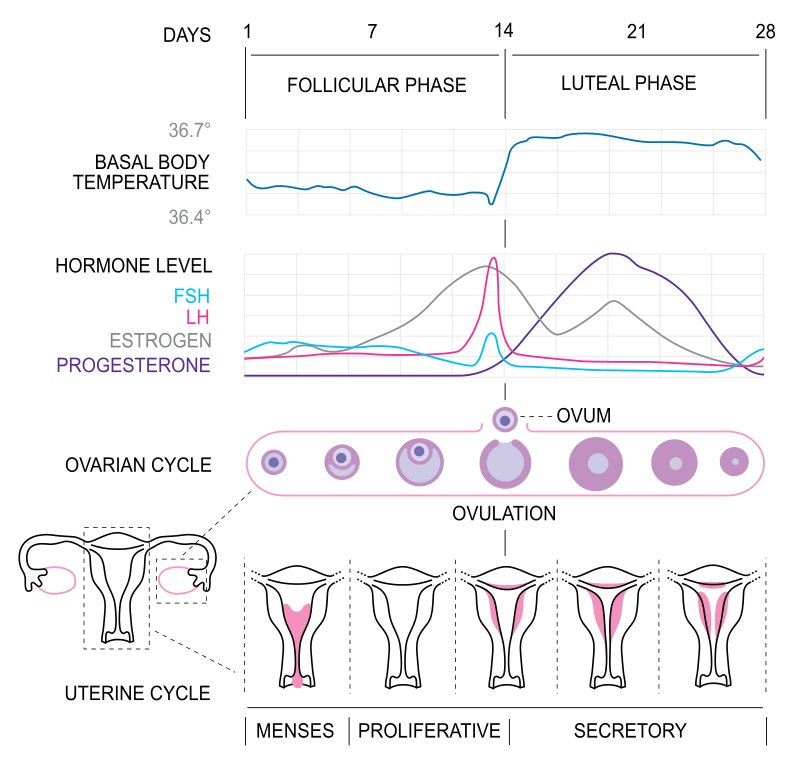 DAYS 1 7 14 21 28
FOLLICULAR PHASE LUTEAL PHASE
36.7°
BASAL BODY
TEMPERATURE
36.4°
HORMONE LEVEL
FSH
LH
ESTROGEN
PROGESTERONE
OVUM
OVARIAN CYCLE
OVULATION
UTERINE CYCLE
MENSES PROLIFERATIVE SECRETORY